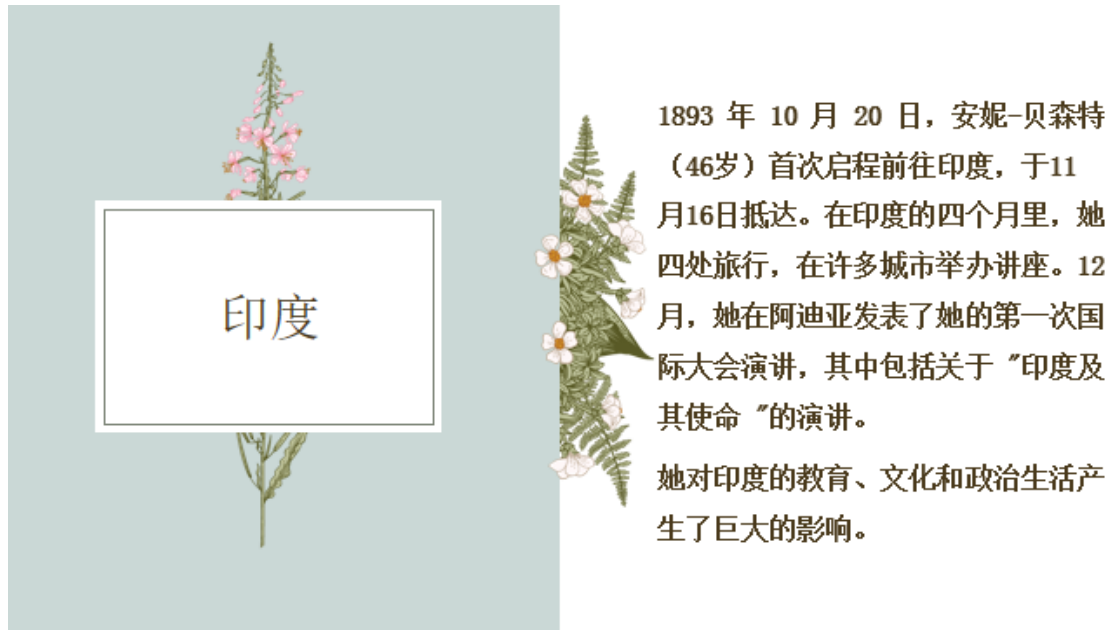 印度
1893 年 10 月 20 日，安妮-贝森特
（46岁）首次启程前往印度，于11
月16日抵达。在印度的四个月里，她
四处旅行，在许多城市举办讲座。12
月，她在阿迪亚发表了她的第一次国
际大会演讲，其中包括关于 "印度及
其使命 "的演讲。
她对印度的教育、文化和政治生活产
生了巨大的影响。